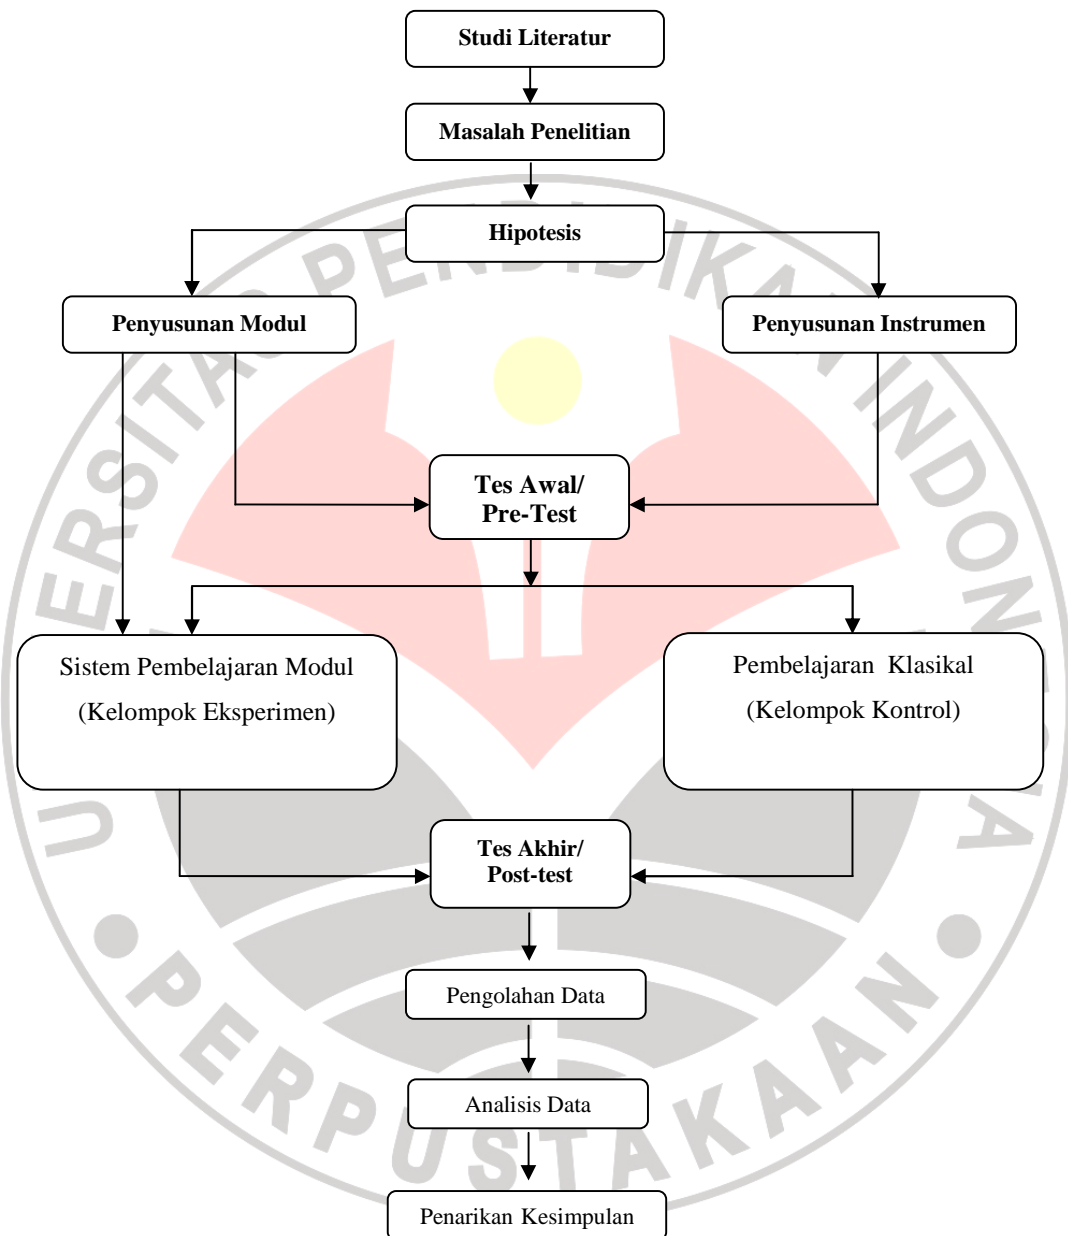 Studi Literatur
Masalah Penelitian
Hipotesis
Penyusunan Modul
Penyusunan Instrumen
Tes Awal/
Pre-Test
Sistem Pembelajaran Modul
(Kelompok Eksperimen)
Pembelajaran Klasikal
(Kelompok Kontrol)
Tes Akhir/
Post-test
Pengolahan Data
Analisis Data
Penarikan Kesimpulan
PERPUSTAKAAN